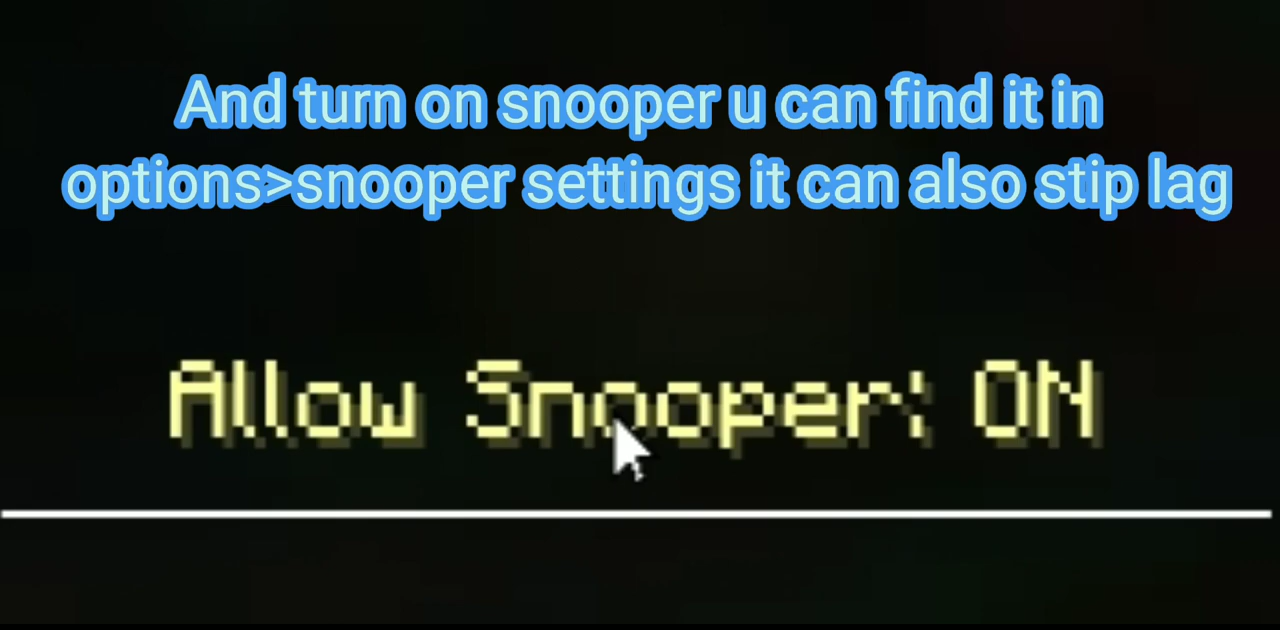 And turn on snooper u can find it in
options>snooper settings it can also stip lag
Allow Snooper: ON